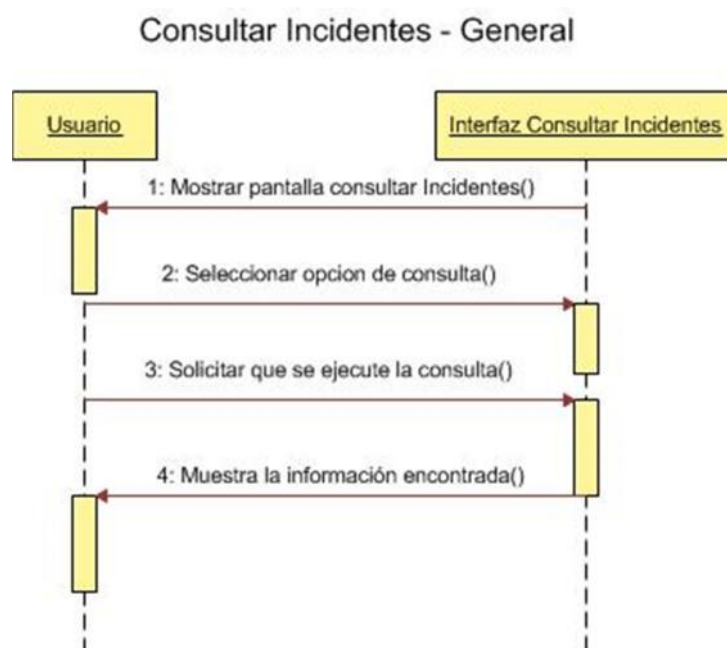 Consultar Incidentes - General
Usuario
Interfaz Consultar Incidentes
1: Mostrar pantalla consultar Incidentes()
2: Seleccionar opcion de consulta()
3: Solicitar que se ejecute la consulta()
4: Muestra la información encontrada()